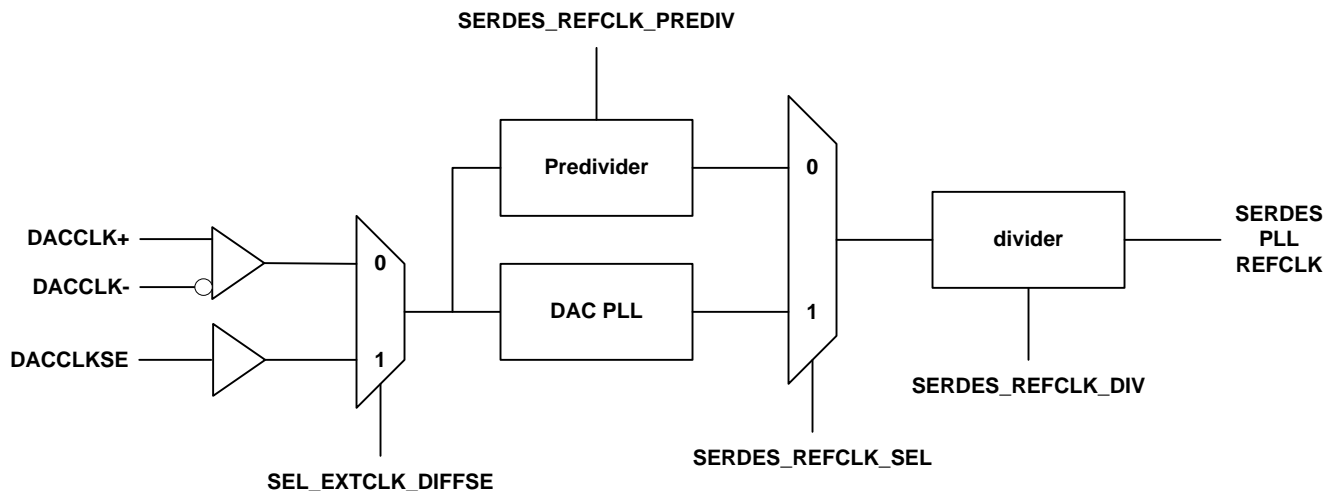 SERDES_REFCLK_PREDIV
Predivider
0
DACCLK+
DACCLK-
DACCLKSE
0
1
DAC PLL
1
divider
SERDES
PLL
REFCLK
SEL_EXTCLK_DIFFSE
SERDES_REFCLK_SEL
SERDES_REFCLK_DIV